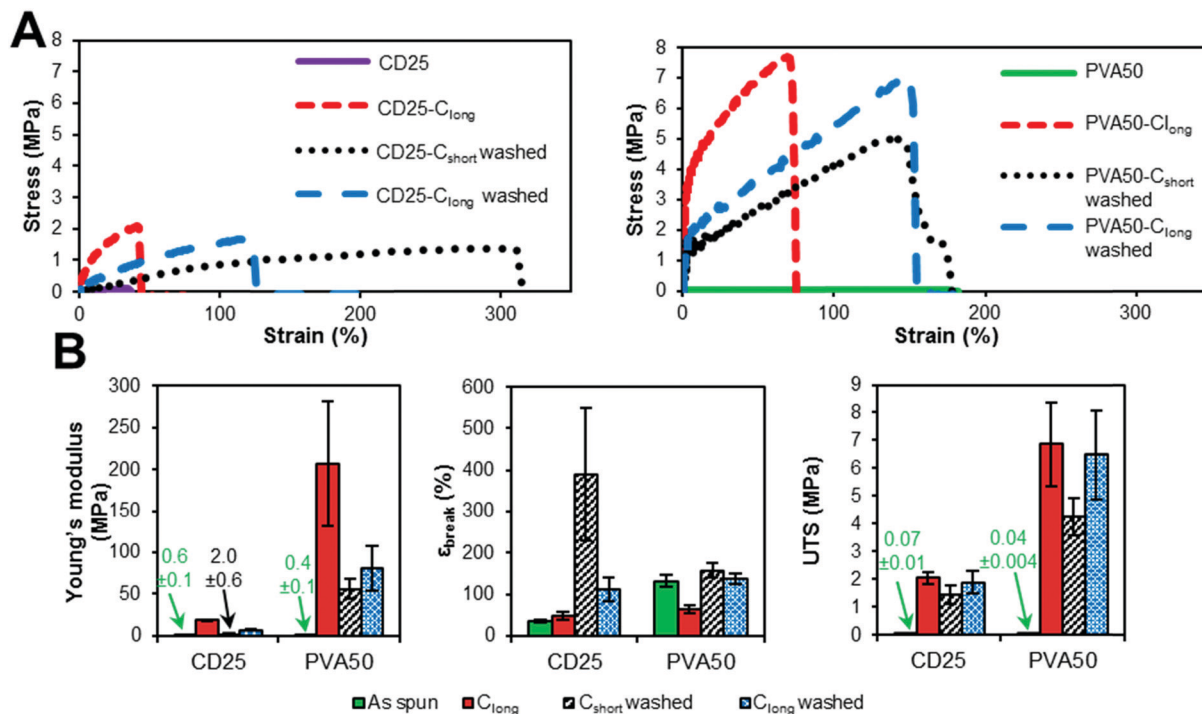 A
Stress (MPa)
8
7
6
5
4
3
2
1
0
0
100
200
300
Strain (%)
CD25
CD25-Clong
CD25-Cshort washed
CD25-Clong washed
Stress (MPa)
8
7
6
5
4
3
2
1
0
0
100
200
300
Strain (%)
PVA50
PVA50-Clong
PVA50-Cshort
washed
PVA50-Clong
washed
B
Young's modulus
(MPa)
300
250
200
150
100
50
0
0.6
±0.1
2.0
±0.6
0.4
±0.1
CD25
PVA50
εbreak (%)
600
500
400
300
200
100
0
CD25
PVA50
UTS (MPa)
9
8
7
6
5
4
3
2
1
0
0.07
±0.01
0.04
±0.004
CD25
PVA50
As spun
Clong
Cshort washed
Clong washed